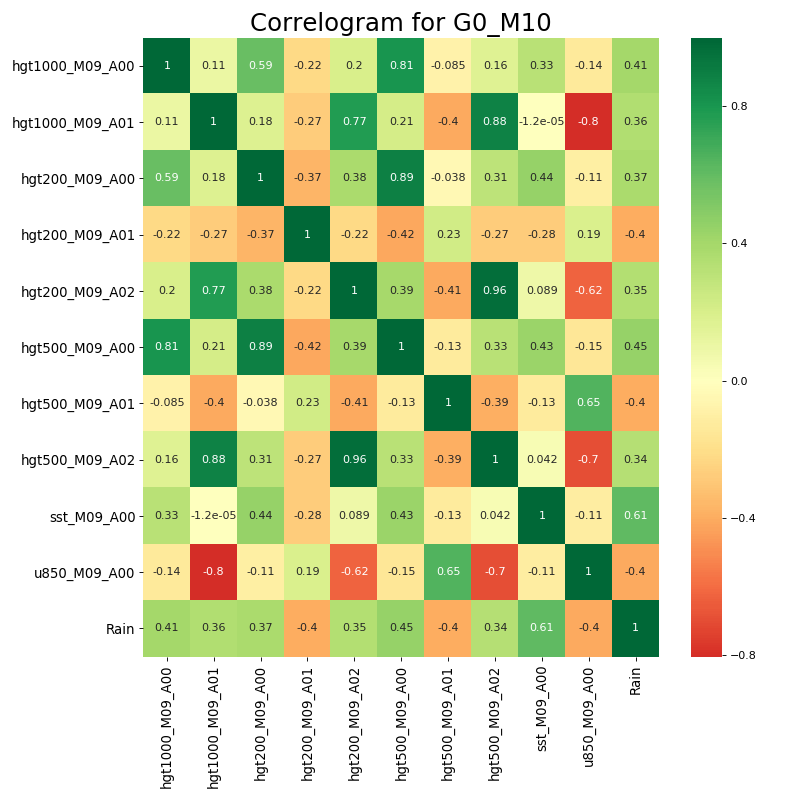 Correlogram for G0_M10
hgt1000_M09_A00 1 0.11 0.59 -0.22 0.2 0.81 -0.085 0.16 0.33 -0.14 0.41
hgt1000_M09_A01 0.11 1 0.18 -0.27 0.77 0.21 -0.4 0.88 -1.2e-05 -0.8 0.36
hgt200_M09_A00 0.59 0.18 1 -0.37 0.38 0.89 -0.038 0.31 0.44 -0.11 0.37
hgt200_M09_A01 -0.22 -0.27 -0.37 1 -0.22 -0.42 0.23 -0.27 -0.28 0.19 -0.4
hgt200_M09_A02 0.2 0.77 0.38 -0.22 1 0.39 -0.41 0.96 0.089 -0.62 0.35
hgt500_M09_A00 0.81 0.21 0.89 -0.42 0.39 1 -0.13 0.33 0.43 -0.15 0.45
hgt500_M09_A01 -0.085 -0.4 -0.038 0.23 -0.41 -0.13 1 -0.39 -0.13 0.65 -0.4
hgt500_M09_A02 0.16 0.88 0.31 -0.27 0.96 0.33 -0.39 1 0.042 -0.7 0.34
sst_M09_A00 0.33 -1.2e-05 0.44 -0.28 0.089 0.43 -0.13 0.042 1 -0.11 0.61
u850_M09_A00 -0.14 -0.8 -0.11 0.19 -0.62 -0.15 0.65 -0.7 -0.11 1 -0.4
Rain 0.41 0.36 0.37 -0.4 0.35 0.45 -0.4 0.34 0.61 -0.4 1
hgt1000_M09_A00
hgt1000_M09_A01
hgt200_M09_A00
hgt200_M09_A01
hgt200_M09_A02
hgt500_M09_A00
hgt500_M09_A01
hgt500_M09_A02
sst_M09_A00
u850_M09_A00
Rain
0.8
0.4
0.0
−0.4
−0.8